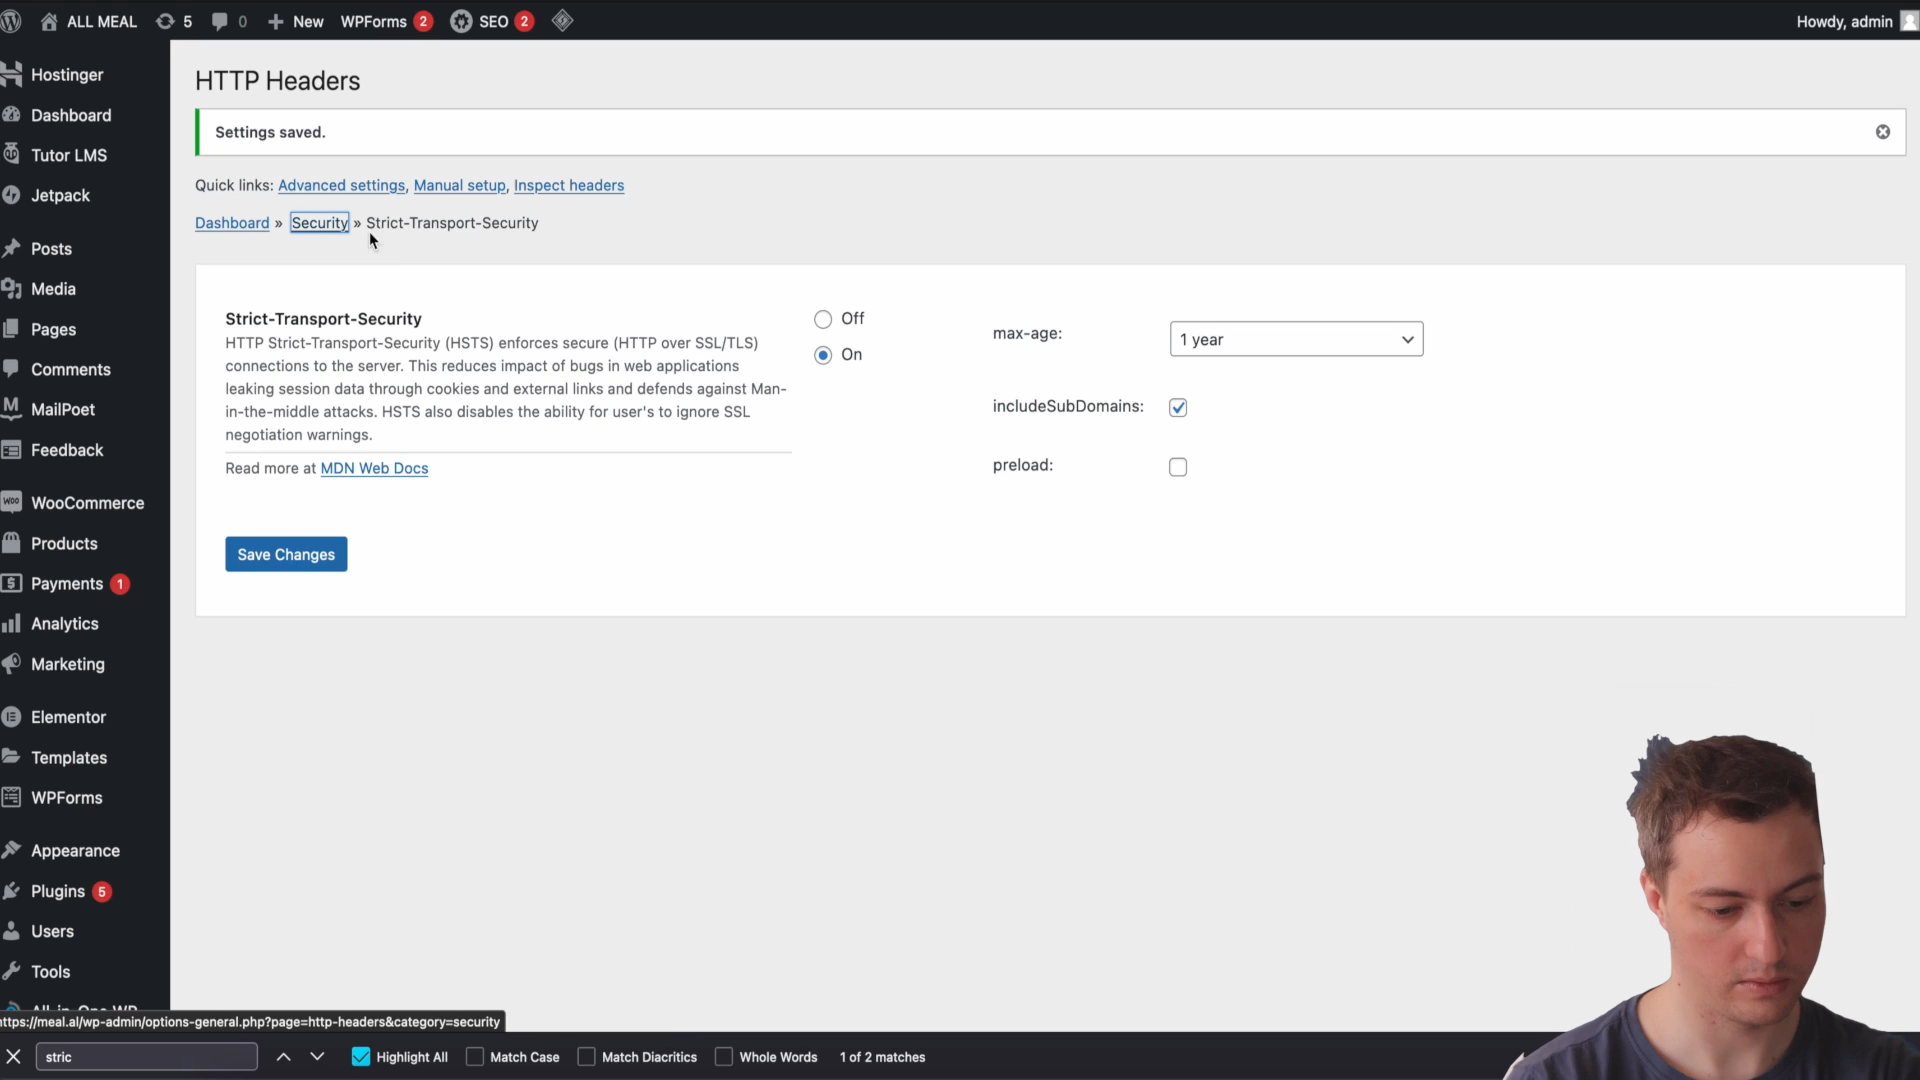 ALL MEAL 5 0 New WPForms 2 SEO 2 Howdy, admin
Hostinger
Dashboard
Tutor LMS
Jetpack
Posts
Media
Pages
Comments
MailPoet
Feedback
WooCommerce
Products
Payments 1
Analytics
Marketing
Elementor
Templates
WPForms
Appearance
Plugins 5
Users
Tools
HTTP Headers
Settings saved.
Quick links: Advanced settings, Manual setup, Inspect headers
Dashboard » Security » Strict-Transport-Security
Strict-Transport-Security
HTTP Strict-Transport-Security (HSTS) enforces secure (HTTP over SSL/TLS)
connections to the server. This reduces impact of bugs in web applications
leaking session data through cookies and external links and defends against Man-
in-the-middle attacks. HSTS also disables the ability for user's to ignore SSL
negotiation warnings.
Read more at MDN Web Docs
Off
On
max-age: 1 year
includeSubDomains:
preload:
Save Changes
https://meal.al/wp-admin/options-general.php?page=http-headers&category=security
stric Highlight All Match Case Match Diacritics Whole Words 1 of 2 matches